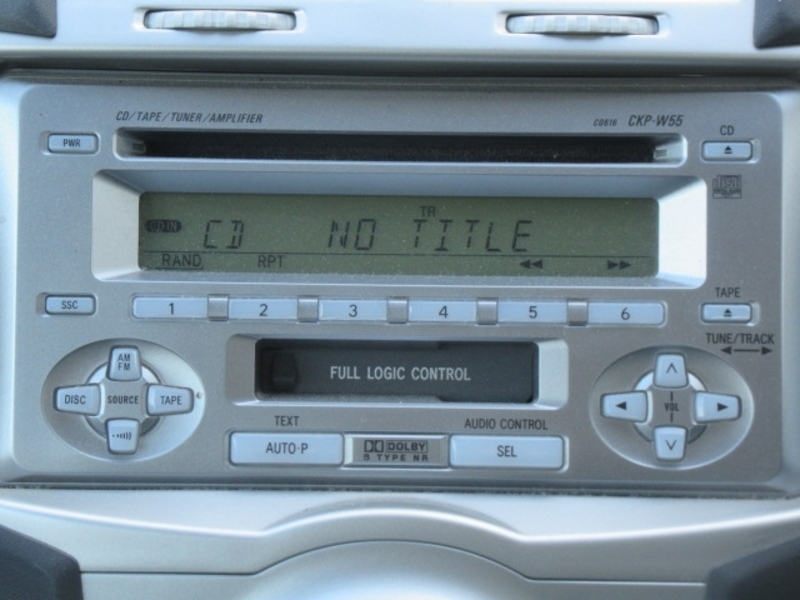 CD/TAPE/TUNER/AMPLIFIER
CD616 CKP-W55
CD
PWR
TR
CD IN CD NO TITLE
RAND RPT
SSC
1 2 3 4 5 6
TAPE
TUNE/TRACK
FULL LOGIC CONTROL
AM
FM
DISC SOURCE TAPE
VOL
TEXT
AUTO·P
DOLBY
B TYPE NR
AUDIO CONTROL
SEL